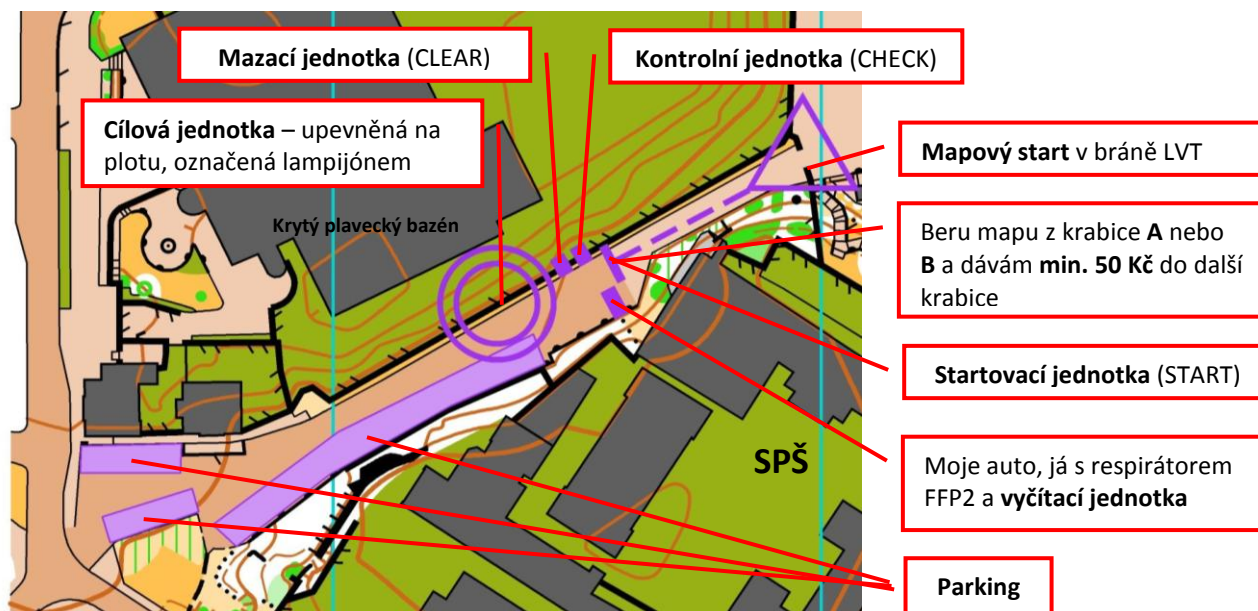 Mazací jednotka (CLEAR)
Kontrolní jednotka (CHECK)
Cílová jednotka – upevněná na
plotu, označená lampijónem
Mapový start v bráně LVT
Krytý plavecký bazén
Beru mapu z krabice A nebo
B a dávám min. 50 Kč do další
krabice
Startovací jednotka (START)
SPŠ
Moje auto, já s respirátorem
FFP2 a vyčítací jednotka
Parking